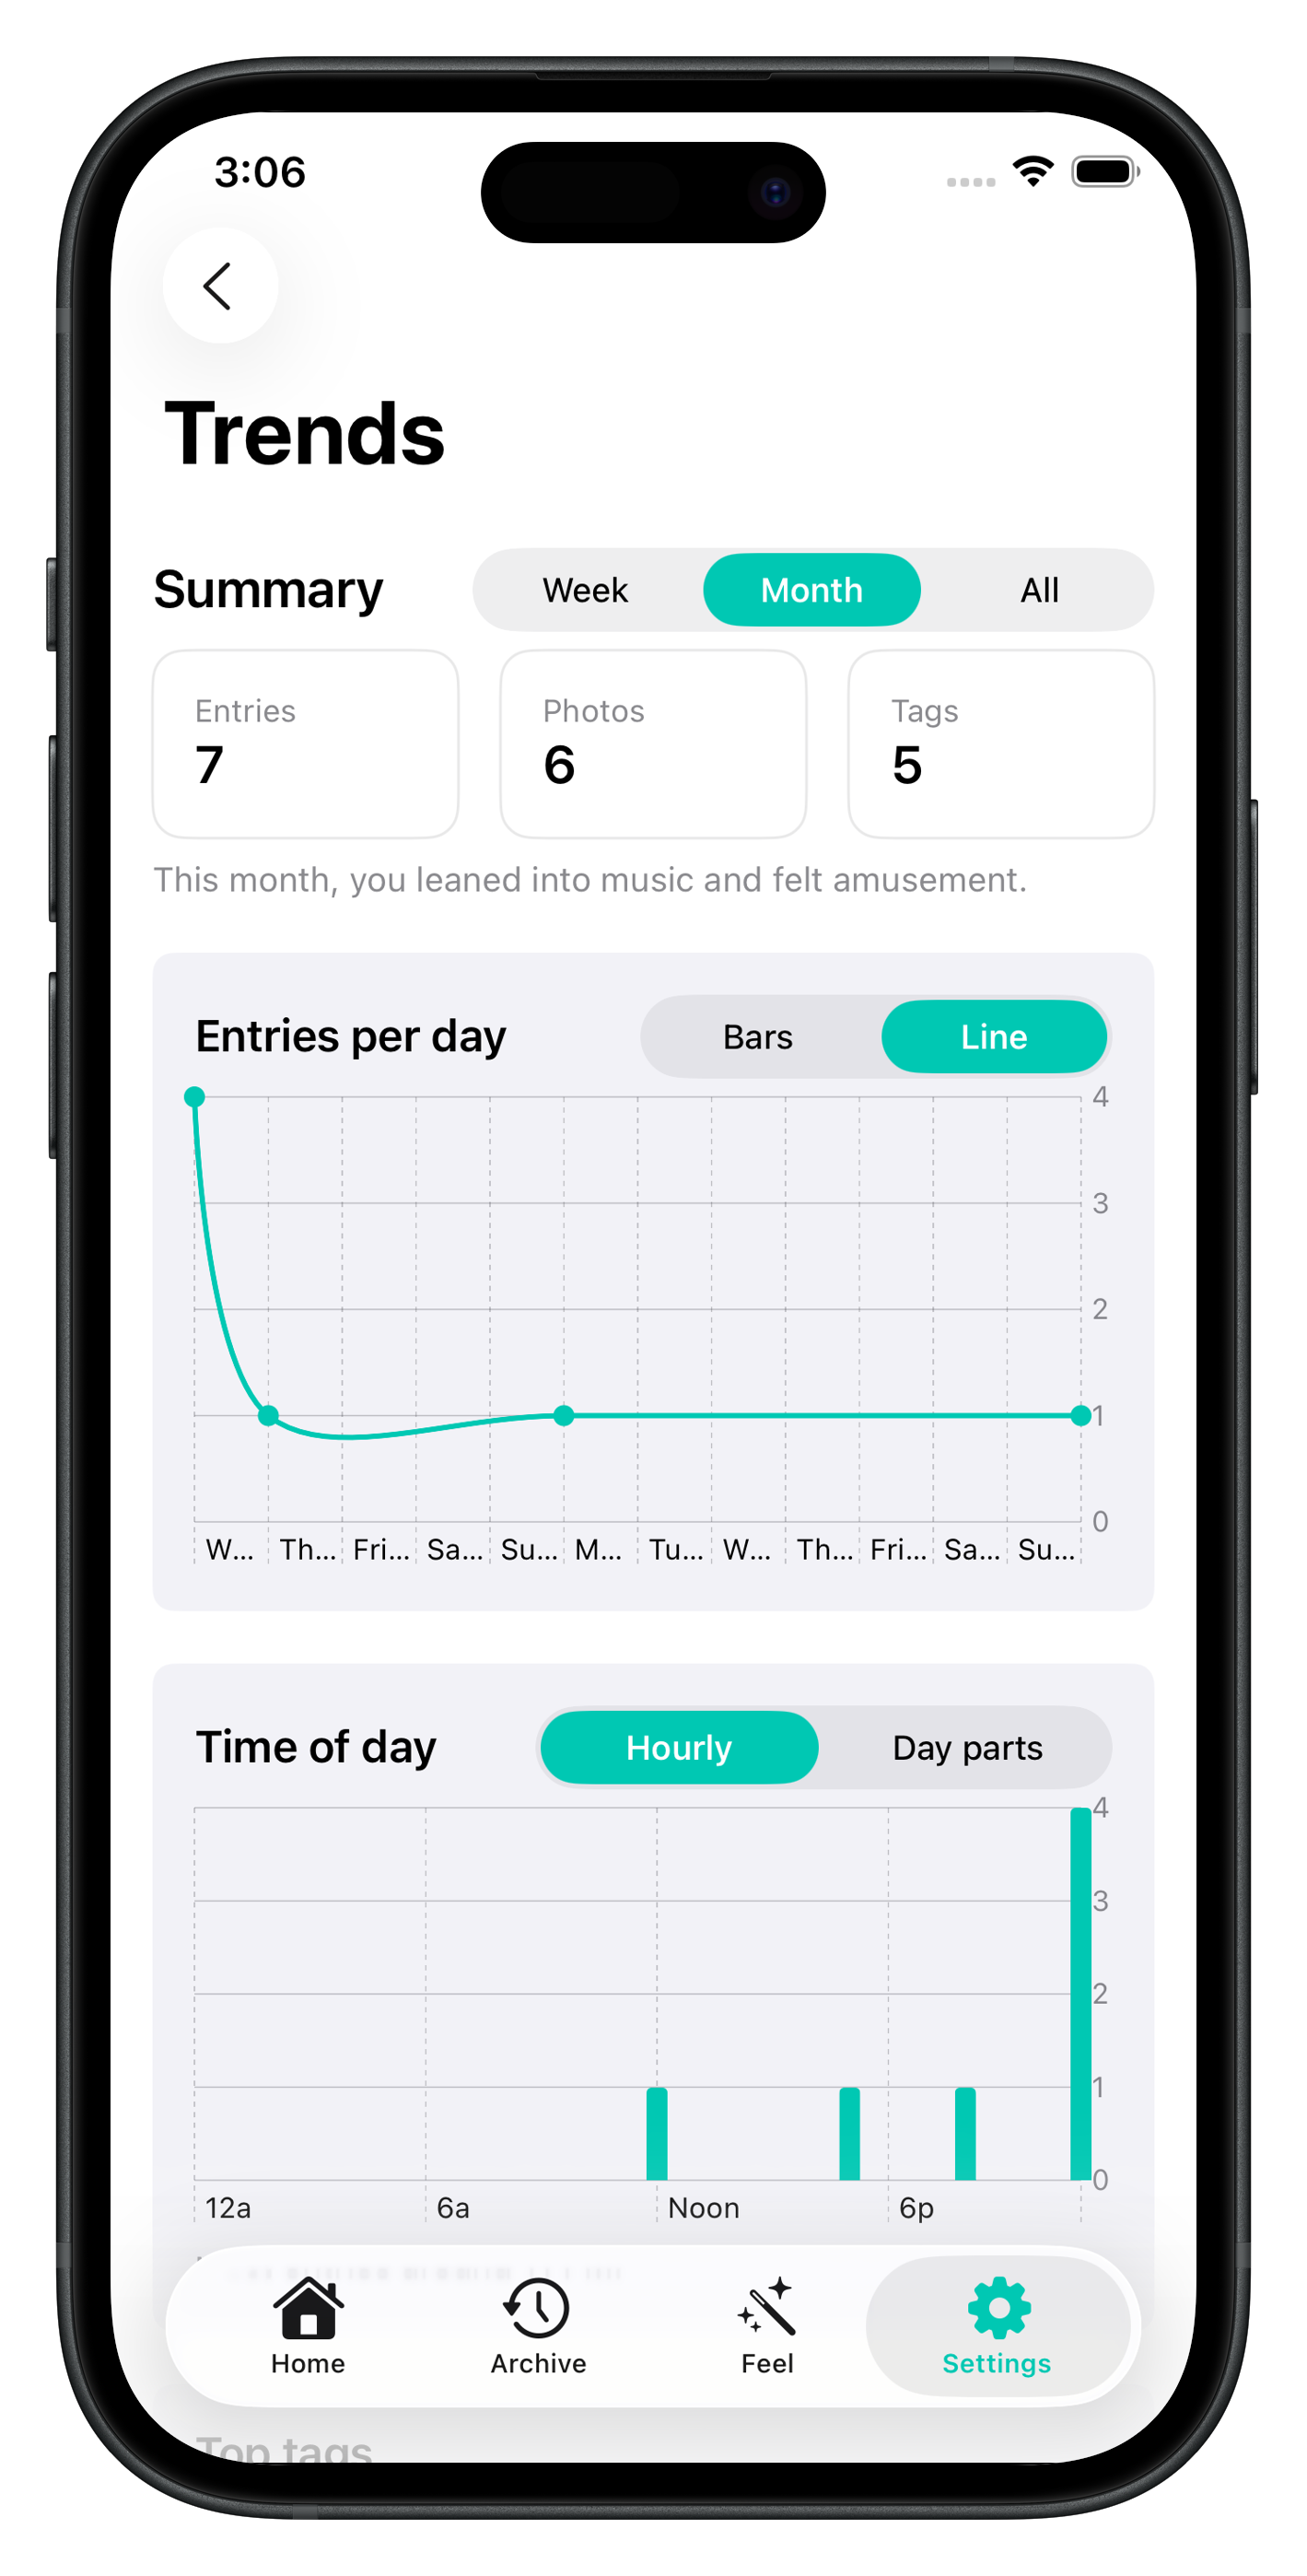 3:06
Trends
Summary
Week Month All
Entries Photos Tags
7 6 5
This month, you leaned into music and felt amusement.
Entries per day
Bars Line
4
3
2
1
0
W... Th... Fri... Sa... Su... M... Tu... W... Th... Fri... Sa... Su...
Time of day
Hourly Day parts
4
3
2
1
0
12a 6a Noon 6p
Home Archive Feel Settings
Top tags